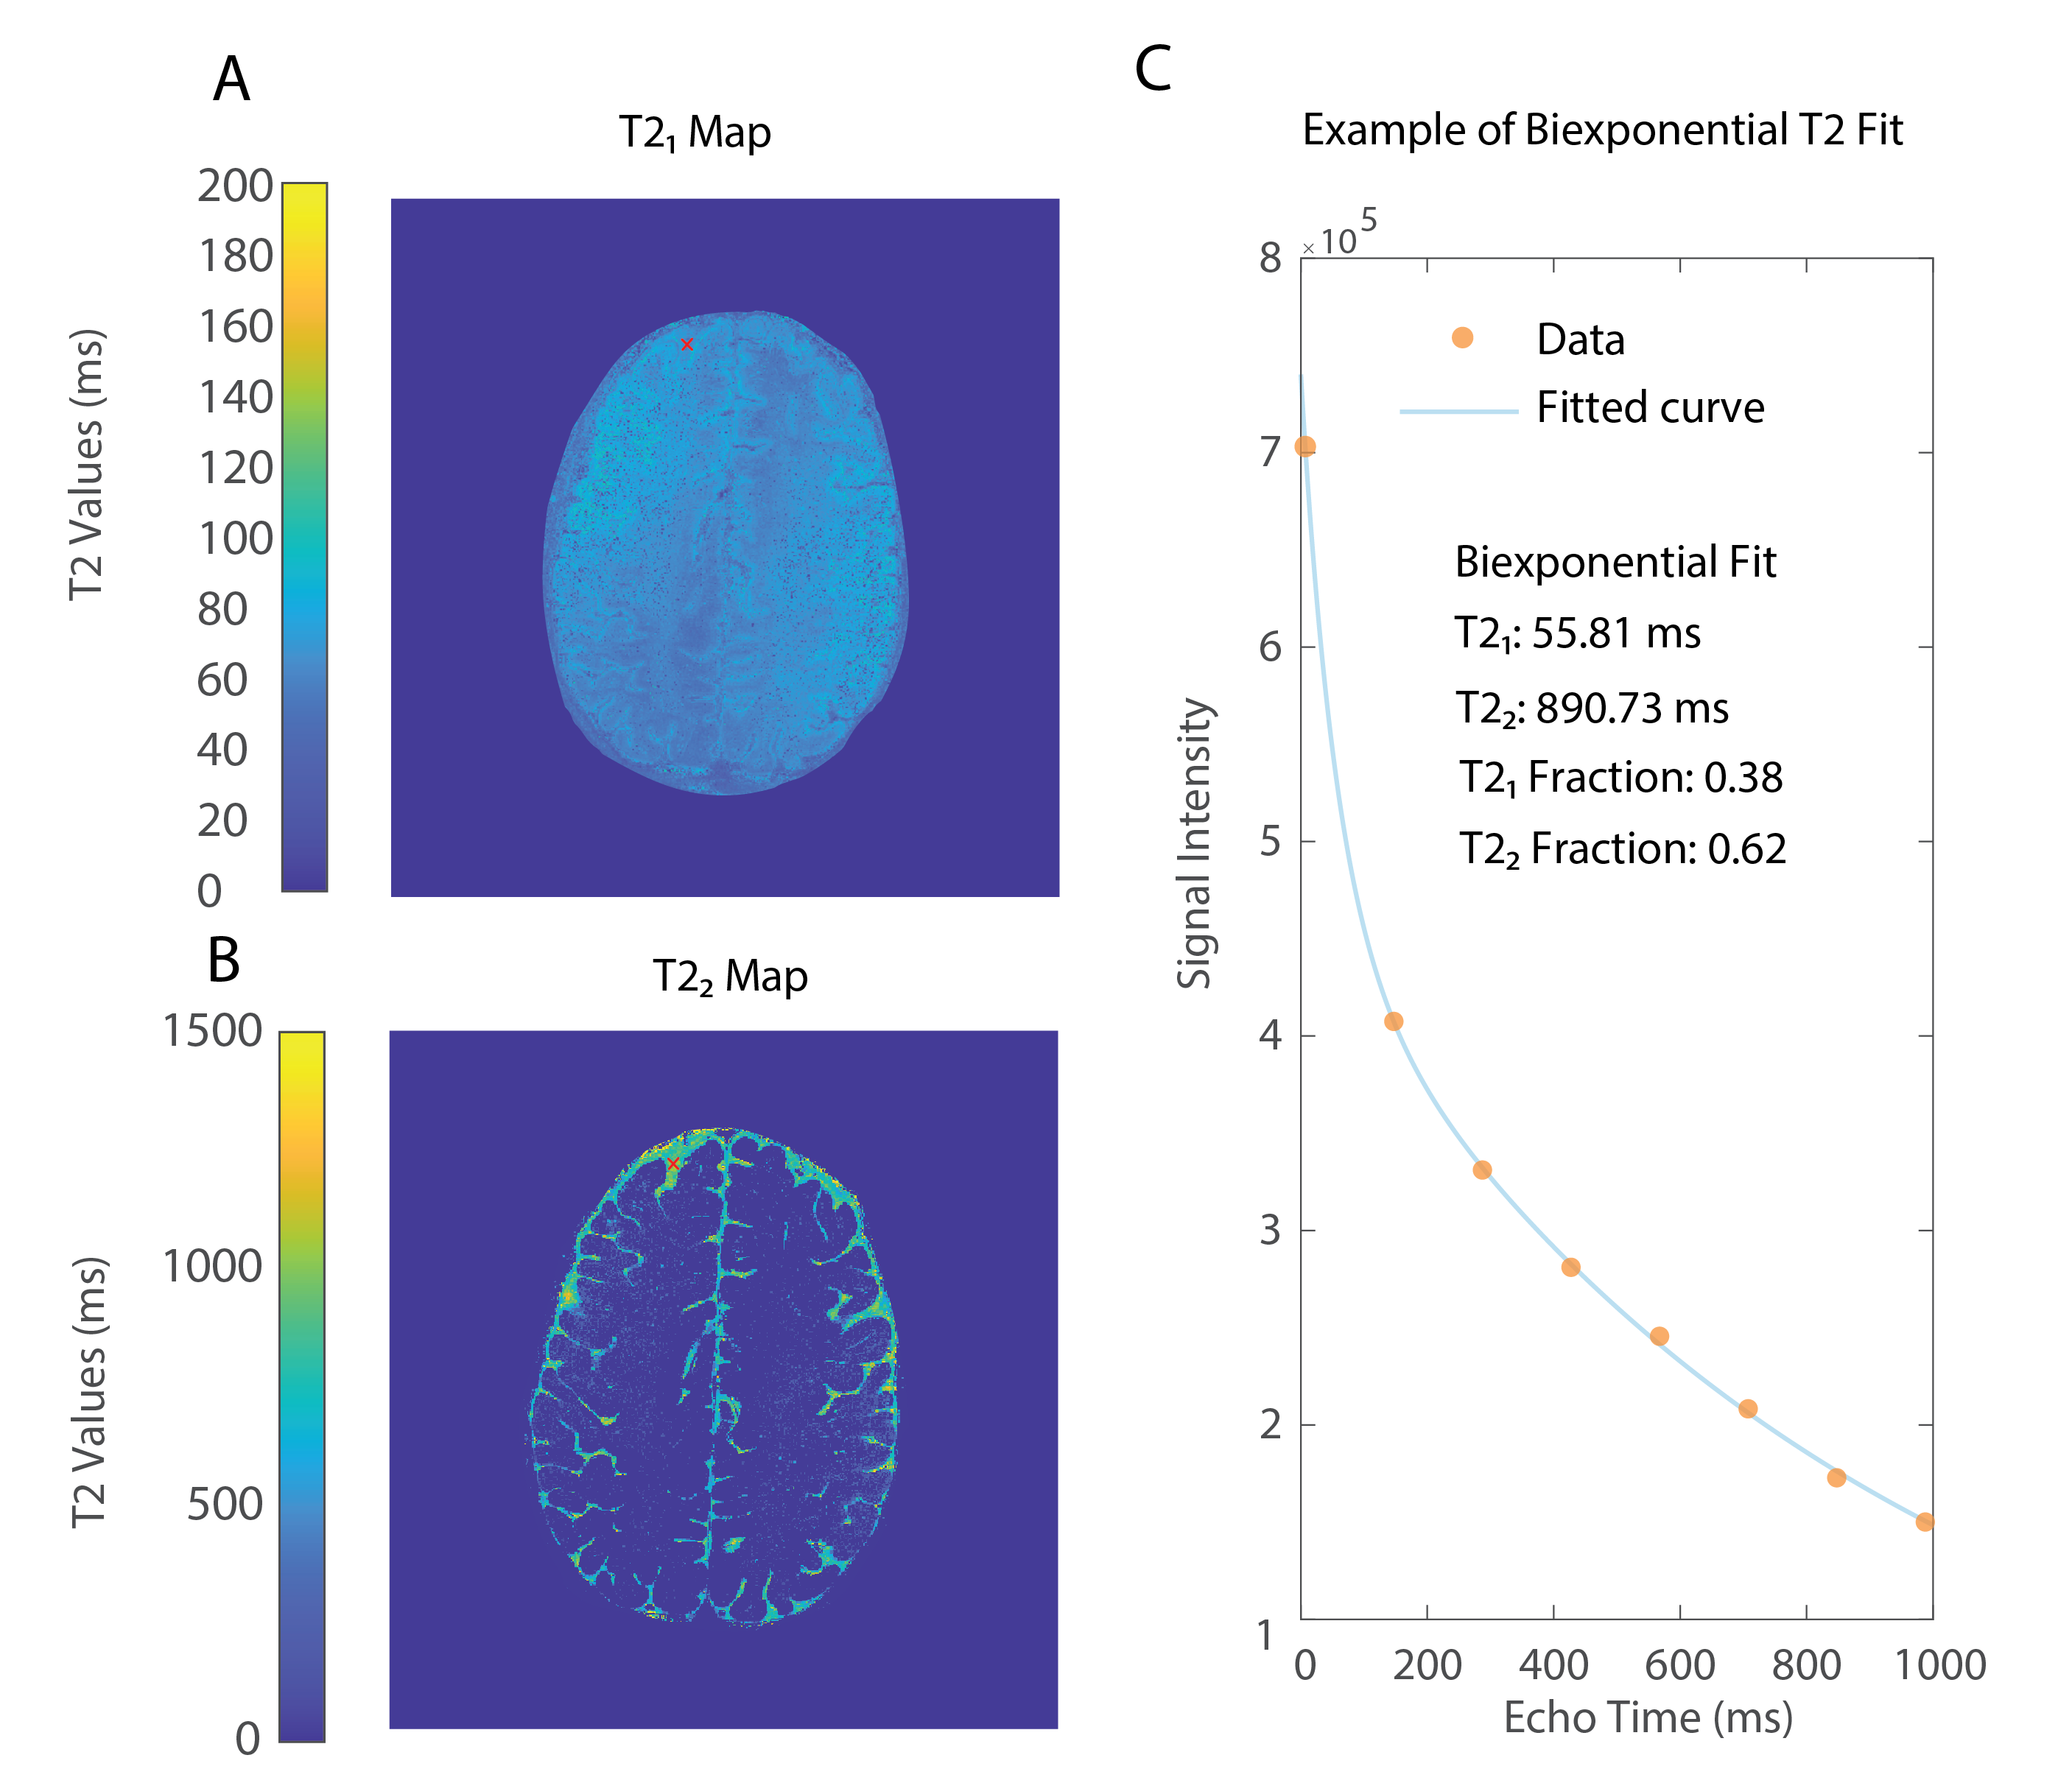 A
T2₁ Map
200
180
160
140
120
100
80
60
40
20
0
T2 Values (ms)
B
T2₂ Map
1500
1000
500
0
T2 Values (ms)
C
Example of Biexponential T2 Fit
×10⁵
8
7
6
5
4
3
2
1
Signal Intensity
Data
Fitted curve
Biexponential Fit
T2₁: 55.81 ms
T2₂: 890.73 ms
T2₁ Fraction: 0.38
T2₂ Fraction: 0.62
0 200 400 600 800 1000
Echo Time (ms)